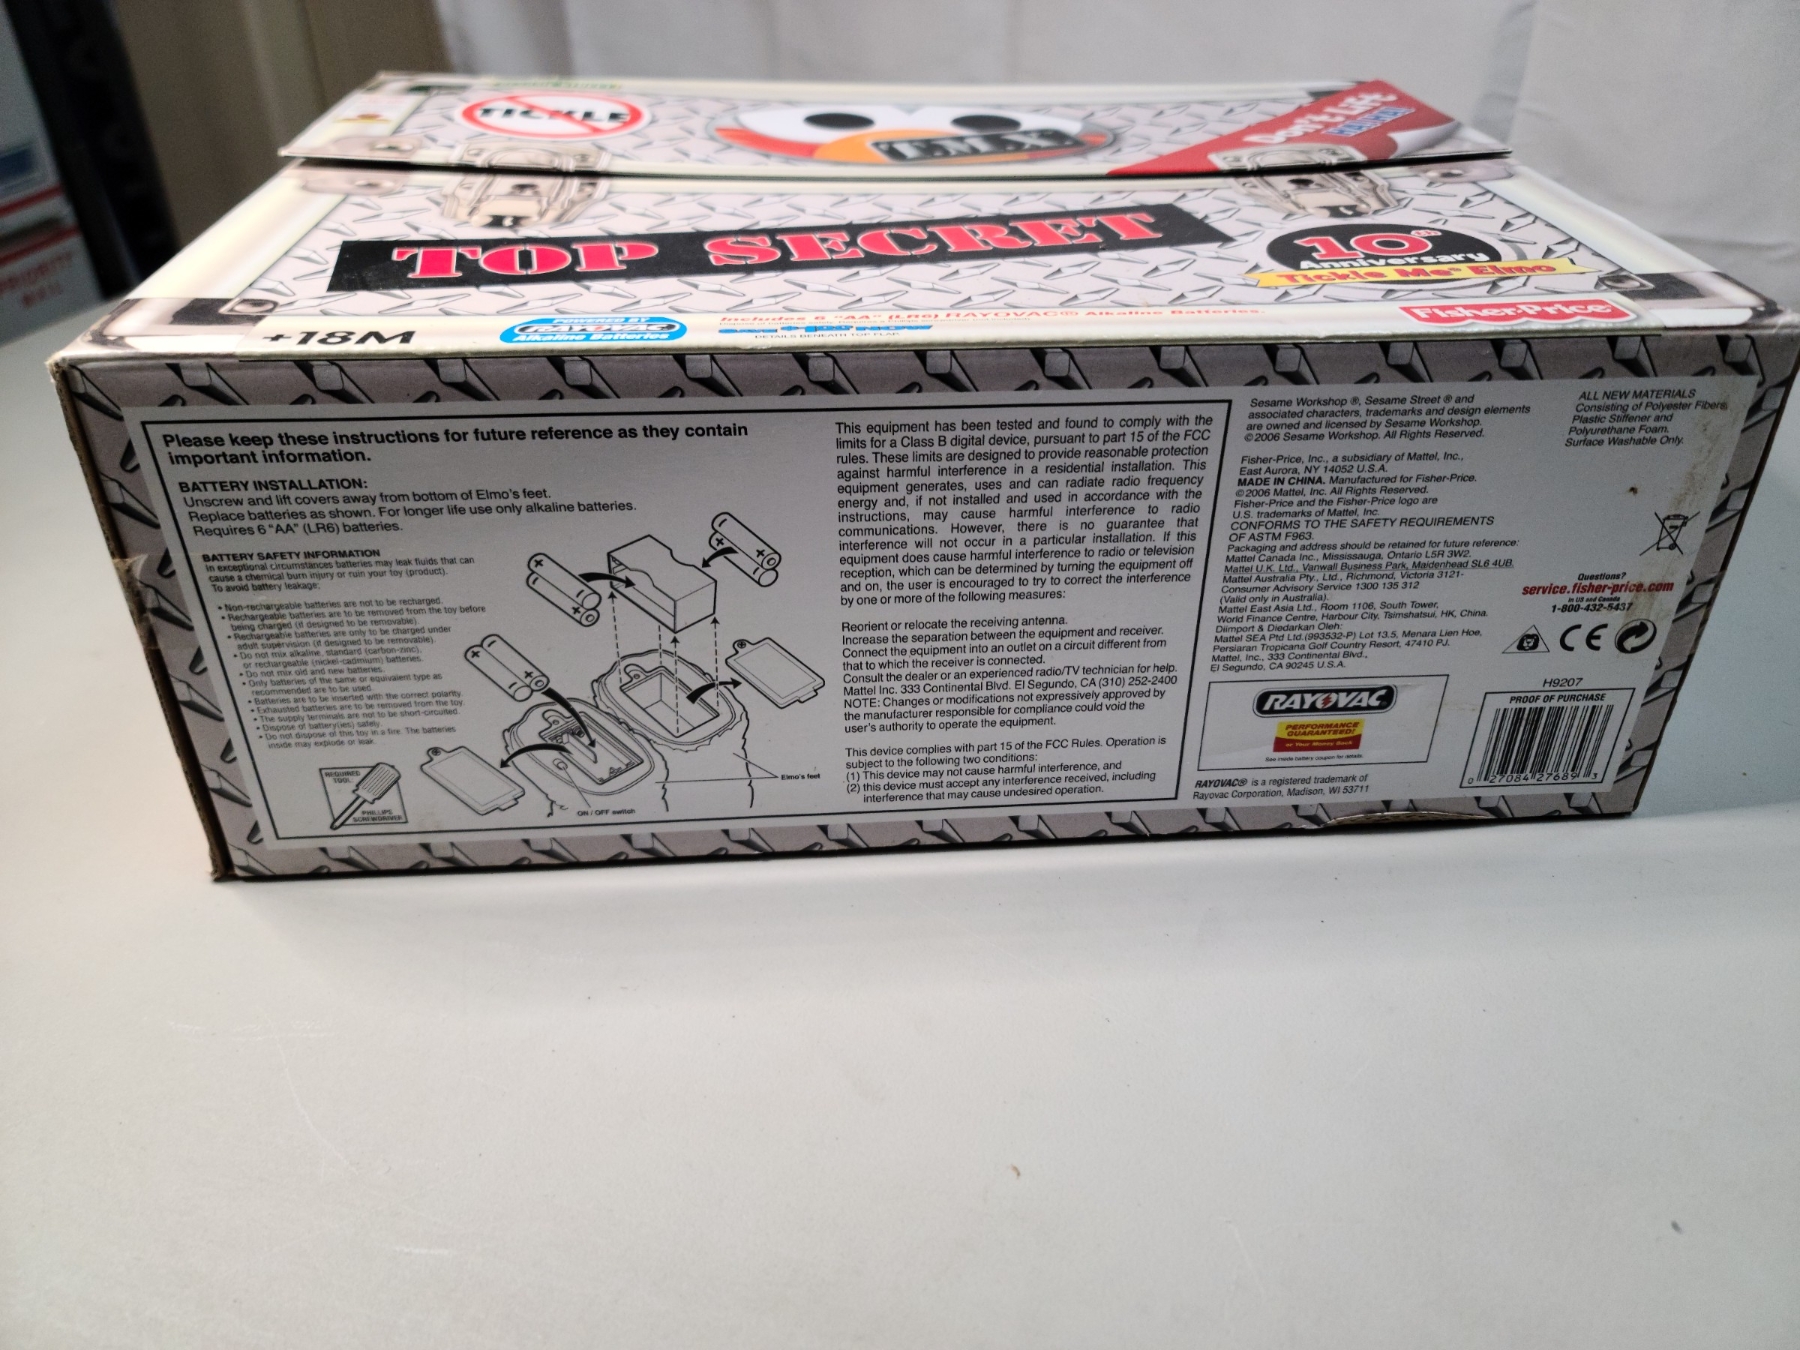 TICKLE
T.M.X.
Don't Lift
TOP SECRET
10th
Anniversary
Tickle Me® Elmo
+18M
POWERED BY
RAYOVAC
Alkaline Batteries
Includes 6 "AA" (LR6) RAYOVAC® Alkaline Batteries.
DETAILS BENEATH TOP FLAP
Fisher-Price
Please keep these instructions for future reference as they contain
important information.
BATTERY INSTALLATION:
Unscrew and lift covers away from bottom of Elmo's feet.
Replace batteries as shown. For longer life use only alkaline batteries.
Requires 6 "AA" (LR6) batteries.
BATTERY SAFETY INFORMATION
In exceptional circumstances batteries may leak fluids that can
cause a chemical burn injury or ruin your toy (product).
To avoid battery leakage:
• Non-rechargeable batteries are not to be recharged.
• Rechargeable batteries are to be removed from the toy before
being charged (if designed to be removable).
• Rechargeable batteries are only to be charged under
adult supervision (if designed to be removable).
• Do not mix alkaline, standard (carbon-zinc),
or rechargeable (nickel-cadmium) batteries.
• Do not mix old and new batteries.
• Only batteries of the same or equivalent type as
recommended are to be used.
• Batteries are to be inserted with the correct polarity.
• Exhausted batteries are to be removed from the toy.
• The supply terminals are not to be short-circuited.
• Dispose of battery(ies) safely.
• Do not dispose of this toy in a fire. The batteries
inside may explode or leak.
REQUIRED
TOOL
PHILLIPS
SCREWDRIVER
ON / OFF switch
Elmo's feet
This equipment has been tested and found to comply with the
limits for a Class B digital device, pursuant to part 15 of the FCC
rules. These limits are designed to provide reasonable protection
against harmful interference in a residential installation. This
equipment generates, uses and can radiate radio frequency
energy and, if not installed and used in accordance with the
instructions, may cause harmful interference to radio
communications. However, there is no guarantee that
interference will not occur in a particular installation. If this
equipment does cause harmful interference to radio or television
reception, which can be determined by turning the equipment off
and on, the user is encouraged to try to correct the interference
by one or more of the following measures:
Reorient or relocate the receiving antenna.
Increase the separation between the equipment and receiver.
Connect the equipment into an outlet on a circuit different from
that to which the receiver is connected.
Consult the dealer or an experienced radio/TV technician for help.
Mattel Inc. 333 Continental Blvd. El Segundo, CA (310) 252-2400
NOTE: Changes or modifications not expressively approved by
the manufacturer responsible for compliance could void the
user's authority to operate the equipment.
This device complies with part 15 of the FCC Rules. Operation is
subject to the following two conditions:
(1) This device may not cause harmful interference, and
(2) this device must accept any interference received, including
interference that may cause undesired operation.
Sesame Workshop ®, Sesame Street ® and
associated characters, trademarks and design elements
are owned and licensed by Sesame Workshop.
© 2006 Sesame Workshop. All Rights Reserved.
Fisher-Price, Inc., a subsidiary of Mattel, Inc.,
East Aurora, NY 14052 U.S.A.
MADE IN CHINA. Manufactured for Fisher-Price.
© 2006 Mattel, Inc. All Rights Reserved.
Fisher-Price and the Fisher-Price logo are
U.S. trademarks of Mattel, Inc.
CONFORMS TO THE SAFETY REQUIREMENTS
OF ASTM F963.
Packaging and address should be retained for future reference:
Mattel Canada Inc., Mississauga, Ontario L5R 3W2.
Mattel U.K. Ltd., Vanwall Business Park, Maidenhead SL6 4UB.
Mattel Australia Pty., Ltd., Richmond, Victoria 3121-
Consumer Advisory Service 1300 135 312
(Valid only in Australia).
Mattel East Asia Ltd., Room 1106, South Tower,
World Finance Centre, Harbour City, Tsimshatsui, HK, China.
Diimport & Diedarkan Oleh:
Mattel SEA Ptd Ltd.(993532-P) Lot 13.5, Menara Lien Hoe,
Persiaran Tropicana Golf Country Resort, 47410 PJ.
Mattel, Inc., 333 Continental Blvd.,
El Segundo, CA 90245 U.S.A.
ALL NEW MATERIALS
Consisting of Polyester Fibers,
Plastic Stiffener and
Polyurethane Foam.
Surface Washable Only.
Questions?
service.fisher-price.com
in US and Canada
1-800-432-5437
CE
RAYOVAC
PERFORMANCE
GUARANTEED!
or Your Money Back
See inside battery coupon for details
RAYOVAC® is a registered trademark of
Rayovac Corporation, Madison, WI 53711
H9207
PROOF OF PURCHASE
0 27084 27689 3
PRIORITY
MAIL